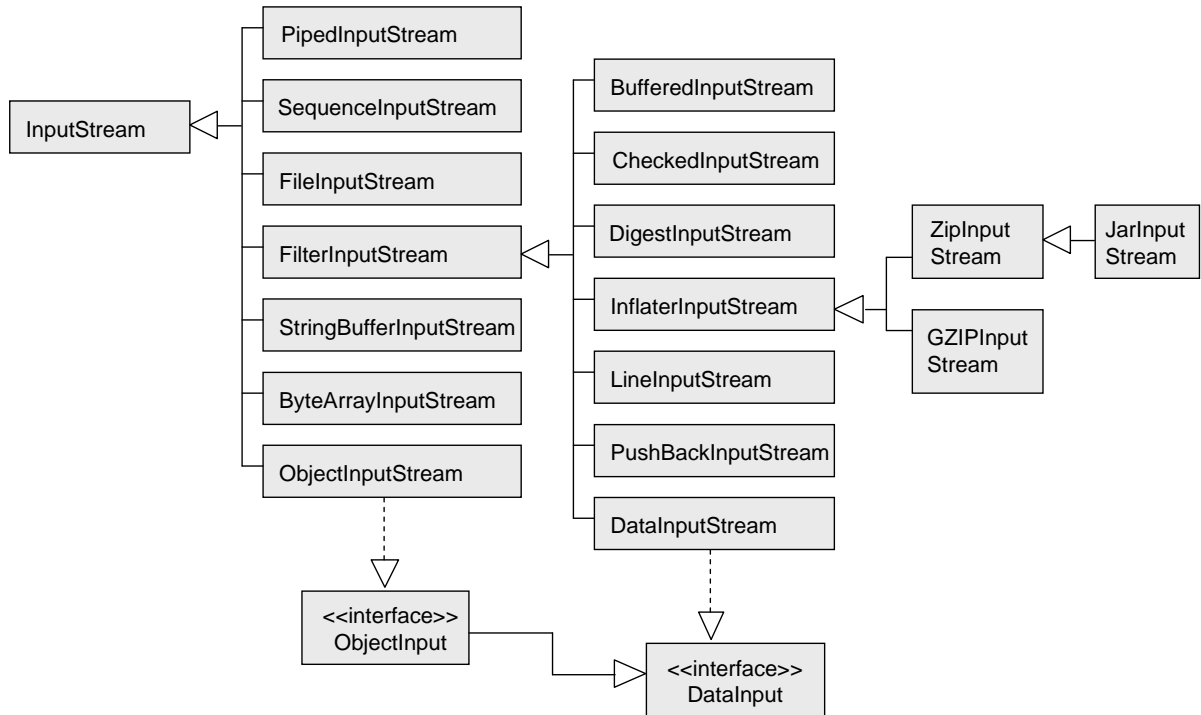 InputStream
PipedInputStream
SequenceInputStream
FileInputStream
FilterInputStream
StringBufferInputStream
ByteArrayInputStream
ObjectInputStream
BufferedInputStream
CheckedInputStream
DigestInputStream
InflaterInputStream
LineInputStream
PushBackInputStream
DataInputStream
ZipInput
Stream
GZIPInput
Stream
JarInput
Stream
<<interface>>
ObjectInput
<<interface>>
DataInput